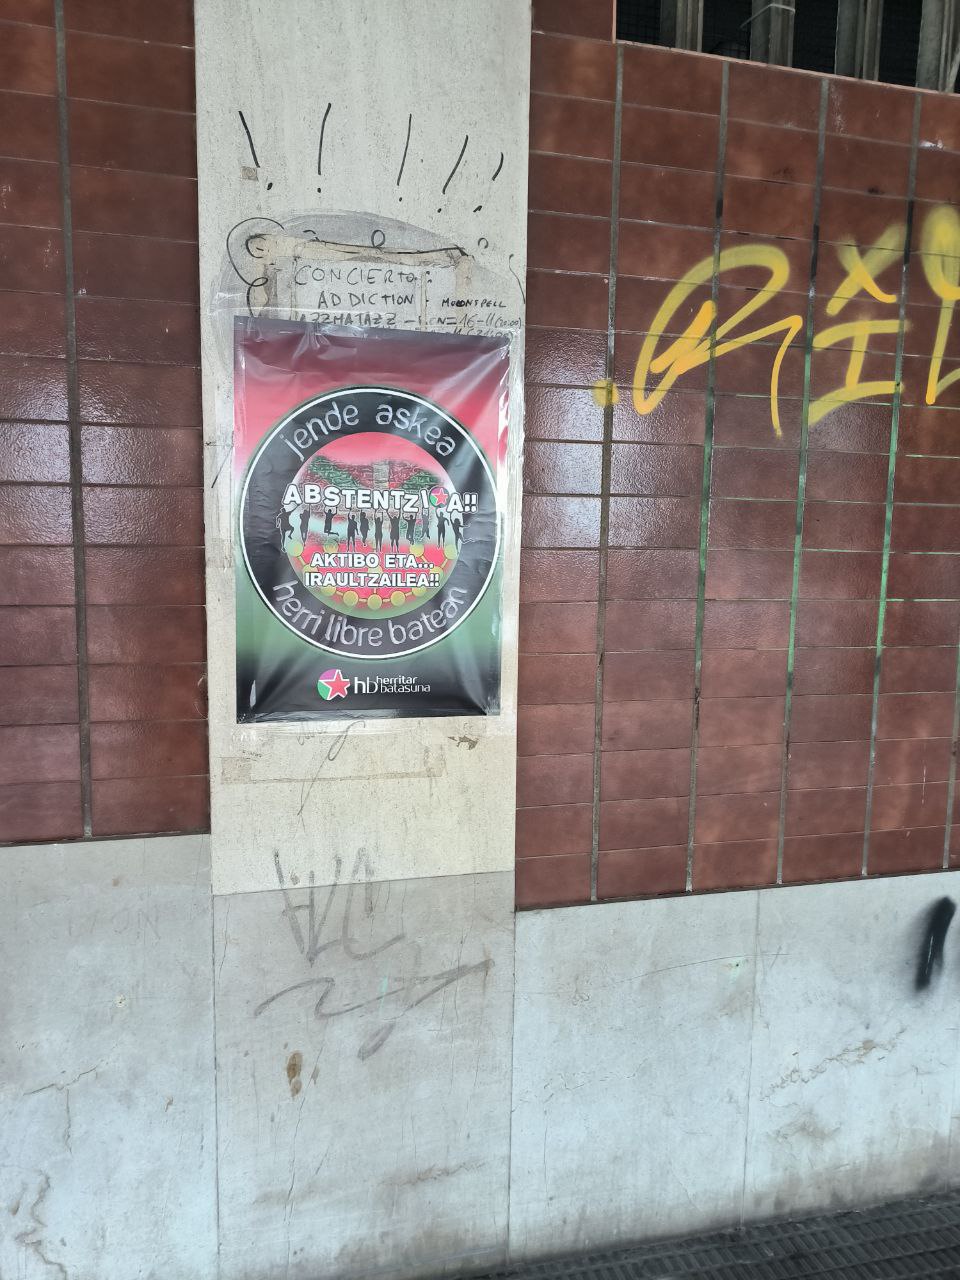 CONCIERTO:
ADDICTION - MOONSPELL
jende askea
ABSTENTZIOA!!
AKTIBO ETA...
IRAULTZAILEA!!
herri libre batean
hb herritar
batasuna